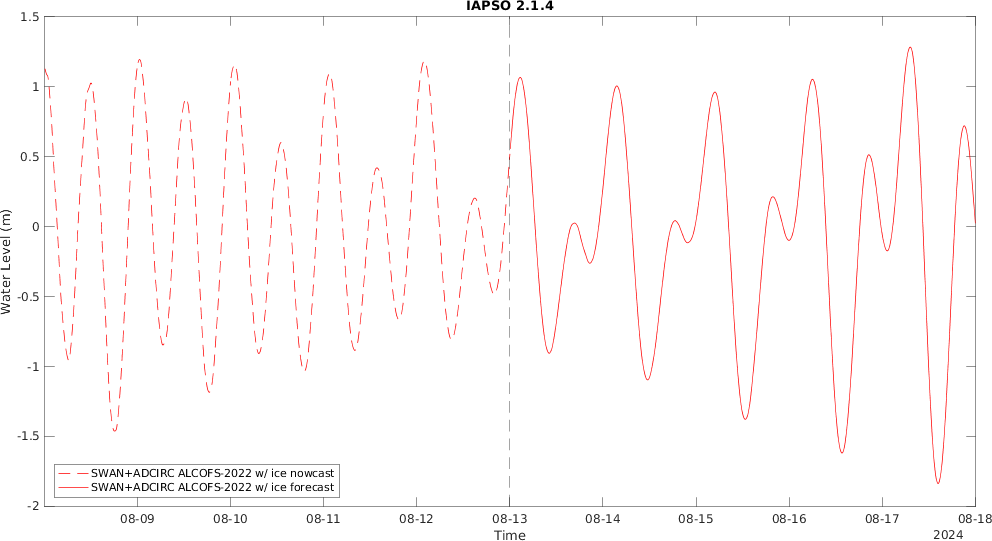 IAPSO 2.1.4
1.5
1
0.5
0
-0.5
-1
-1.5
-2
Water Level (m)
SWAN+ADCIRC ALCOFS-2022 w/ ice nowcast
SWAN+ADCIRC ALCOFS-2022 w/ ice forecast
08-09 08-10 08-11 08-12 08-13 08-14 08-15 08-16 08-17 08-18
Time
2024